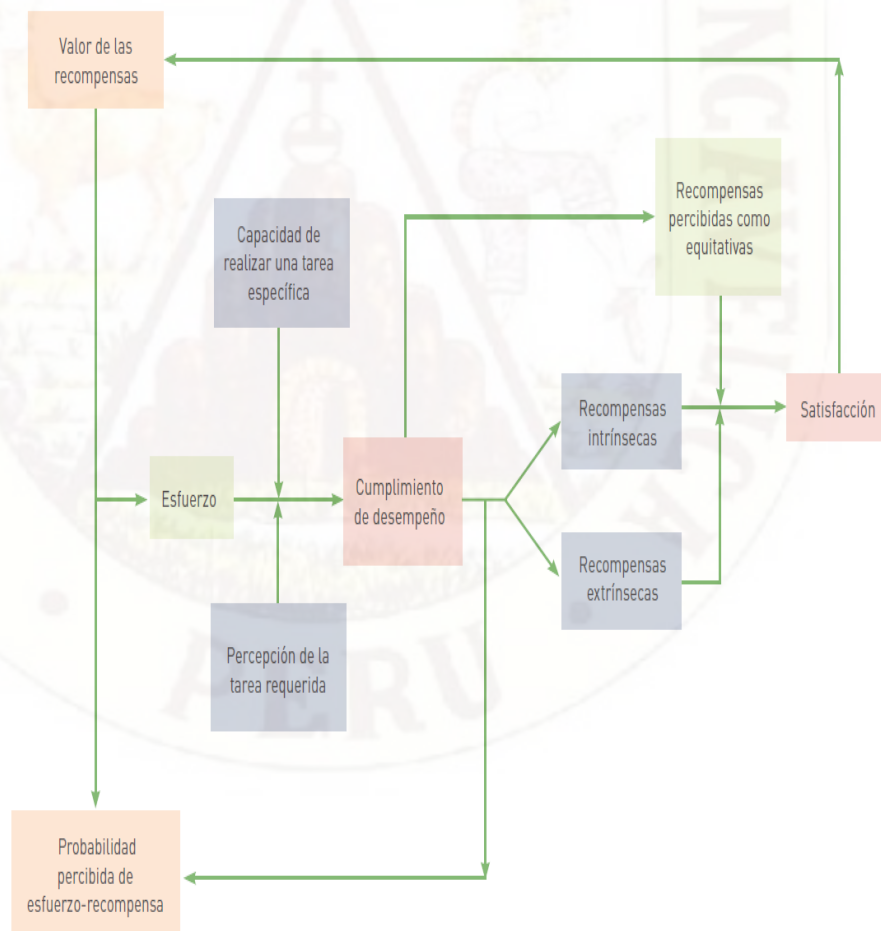 Valor de las
recompensas
Recompensas
percibidas como
equitativas
Capacidad de
realizar una tarea
específica
Recompensas
intrínsecas
Satisfacción
Esfuerzo
Cumplimiento
de desempeño
Recompensas
extrínsecas
Percepción de la
tarea requerida
Probabilidad
percibida de
esfuerzo-recompensa
PERU